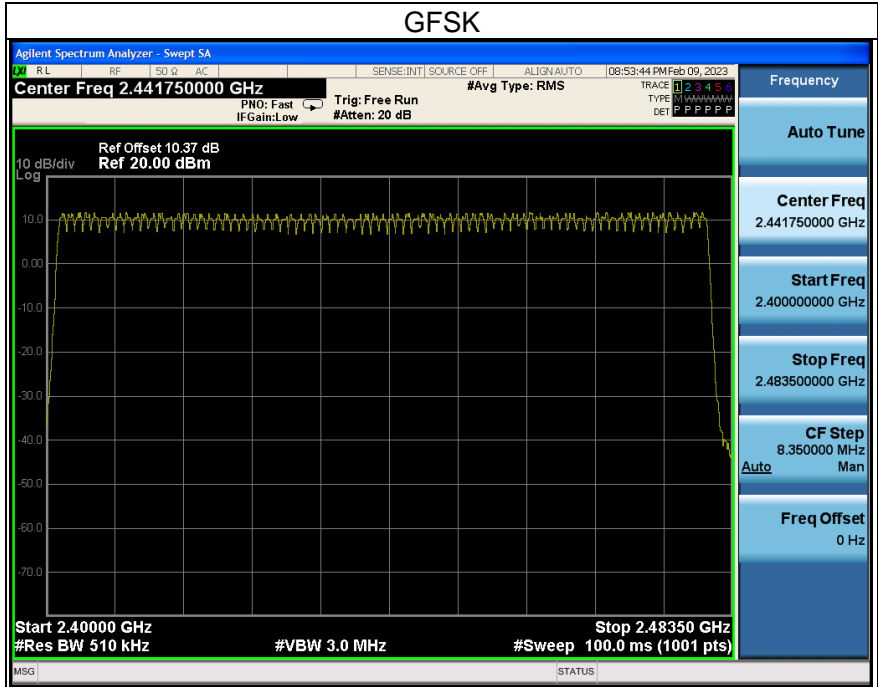 GFSK
Agilent Spectrum Analyzer - Swept SA
LXI RL RF 50 Ω AC SENSE:INT SOURCE OFF ALIGN AUTO 08:53:44 PM Feb 09, 2023
Center Freq 2.441750000 GHz #Avg Type: RMS TRACE 1 2 3 4 5 6
PNO: Fast Trig: Free Run TYPE M WWWWW
IFGain:Low #Atten: 20 dB DET P P P P P P
Ref Offset 10.37 dB
10 dB/div Ref 20.00 dBm
Log
10.0
0.00
-10.0
-20.0
-30.0
-40.0
-50.0
-60.0
-70.0
Start 2.40000 GHz Stop 2.48350 GHz
#Res BW 510 kHz #VBW 3.0 MHz #Sweep 100.0 ms (1001 pts)
MSG STATUS
Frequency
Auto Tune
Center Freq
2.441750000 GHz
Start Freq
2.400000000 GHz
Stop Freq
2.483500000 GHz
CF Step
8.350000 MHz
Auto Man
Freq Offset
0 Hz